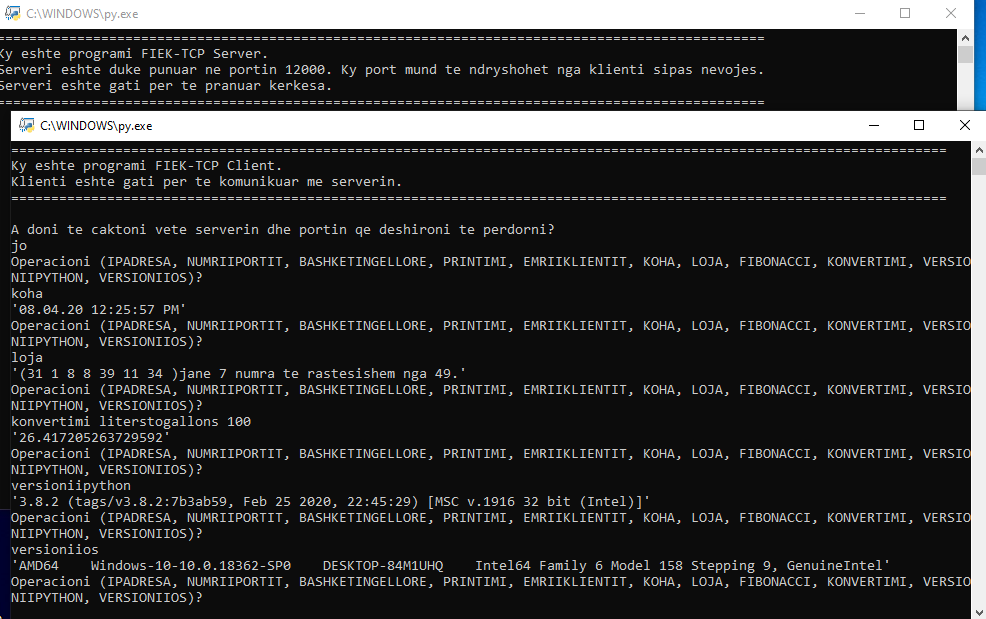 C:\WINDOWS\py.exe
================================================================================================
Ky eshte programi FIEK-TCP Server.
Serveri eshte duke punuar ne portin 12000. Ky port mund te ndryshohet nga klienti sipas nevojes.
Serveri eshte gati per te pranuar kerkesa.
================================================================================================
C:\WINDOWS\py.exe
=====================================================================================================================
Ky eshte programi FIEK-TCP Client.
Klienti eshte gati per te komunikuar me serverin.
=====================================================================================================================
A doni te caktoni vete serverin dhe portin qe deshironi te perdorni?
jo
Operacioni (IPADRESA, NUMRIIPORTIT, BASHKETINGELLORE, PRINTIMI, EMRIIKLIENTIT, KOHA, LOJA, FIBONACCI, KONVERTIMI, VERSIO
NIIPYTHON, VERSIONIIOS)?
koha
'08.04.20 12:25:57 PM'
Operacioni (IPADRESA, NUMRIIPORTIT, BASHKETINGELLORE, PRINTIMI, EMRIIKLIENTIT, KOHA, LOJA, FIBONACCI, KONVERTIMI, VERSIO
NIIPYTHON, VERSIONIIOS)?
loja
'(31 1 8 8 39 11 34 )jane 7 numra te rastesishem nga 49.'
Operacioni (IPADRESA, NUMRIIPORTIT, BASHKETINGELLORE, PRINTIMI, EMRIIKLIENTIT, KOHA, LOJA, FIBONACCI, KONVERTIMI, VERSIO
NIIPYTHON, VERSIONIIOS)?
konvertimi literstogallons 100
'26.417205263729592'
Operacioni (IPADRESA, NUMRIIPORTIT, BASHKETINGELLORE, PRINTIMI, EMRIIKLIENTIT, KOHA, LOJA, FIBONACCI, KONVERTIMI, VERSIO
NIIPYTHON, VERSIONIIOS)?
versioniipython
'3.8.2 (tags/v3.8.2:7b3ab59, Feb 25 2020, 22:45:29) [MSC v.1916 32 bit (Intel)]'
Operacioni (IPADRESA, NUMRIIPORTIT, BASHKETINGELLORE, PRINTIMI, EMRIIKLIENTIT, KOHA, LOJA, FIBONACCI, KONVERTIMI, VERSIO
NIIPYTHON, VERSIONIIOS)?
versioniios
'AMD64    Windows-10-10.0.18362-SP0    DESKTOP-84M1UHQ    Intel64 Family 6 Model 158 Stepping 9, GenuineIntel'
Operacioni (IPADRESA, NUMRIIPORTIT, BASHKETINGELLORE, PRINTIMI, EMRIIKLIENTIT, KOHA, LOJA, FIBONACCI, KONVERTIMI, VERSIO
NIIPYTHON, VERSIONIIOS)?